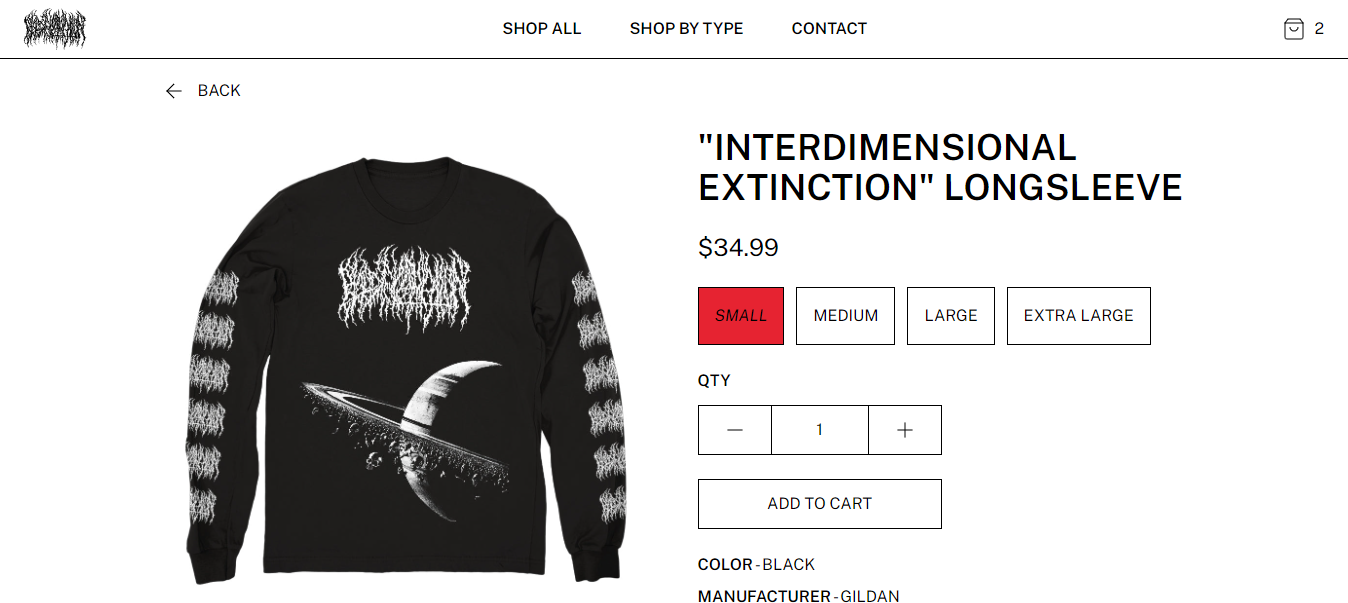 SHOP ALL
SHOP BY TYPE
CONTACT
2
BACK
"INTERDIMENSIONAL
EXTINCTION" LONGSLEEVE
$34.99
SMALL
MEDIUM
LARGE
EXTRA LARGE
QTY
1
ADD TO CART
COLOR - BLACK
MANUFACTURER - GILDAN